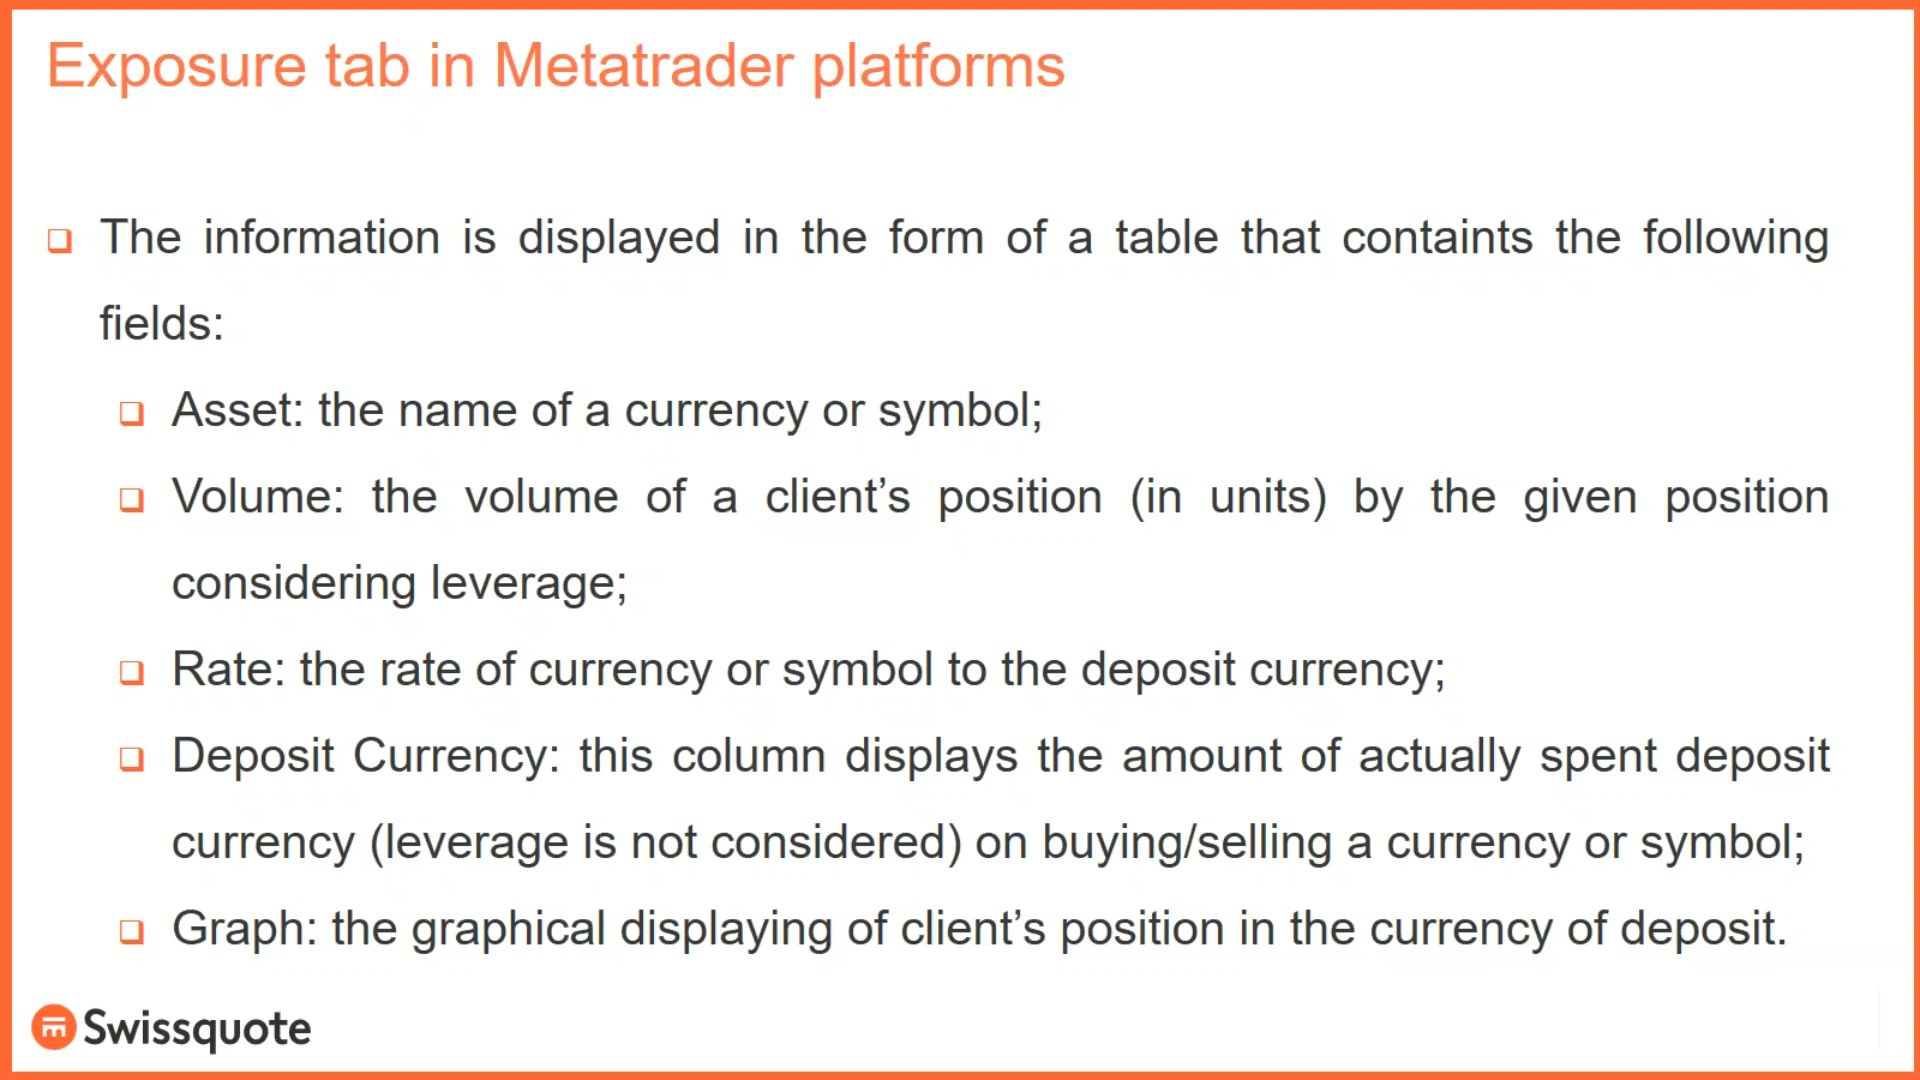 Exposure tab in Metatrader platforms
The information is displayed in the form of a table that containts the following
fields:
Asset: the name of a currency or symbol;
Volume: the volume of a client’s position (in units) by the given position
considering leverage;
Rate: the rate of currency or symbol to the deposit currency;
Deposit Currency: this column displays the amount of actually spent deposit
currency (leverage is not considered) on buying/selling a currency or symbol;
Graph: the graphical displaying of client’s position in the currency of deposit.
Swissquote